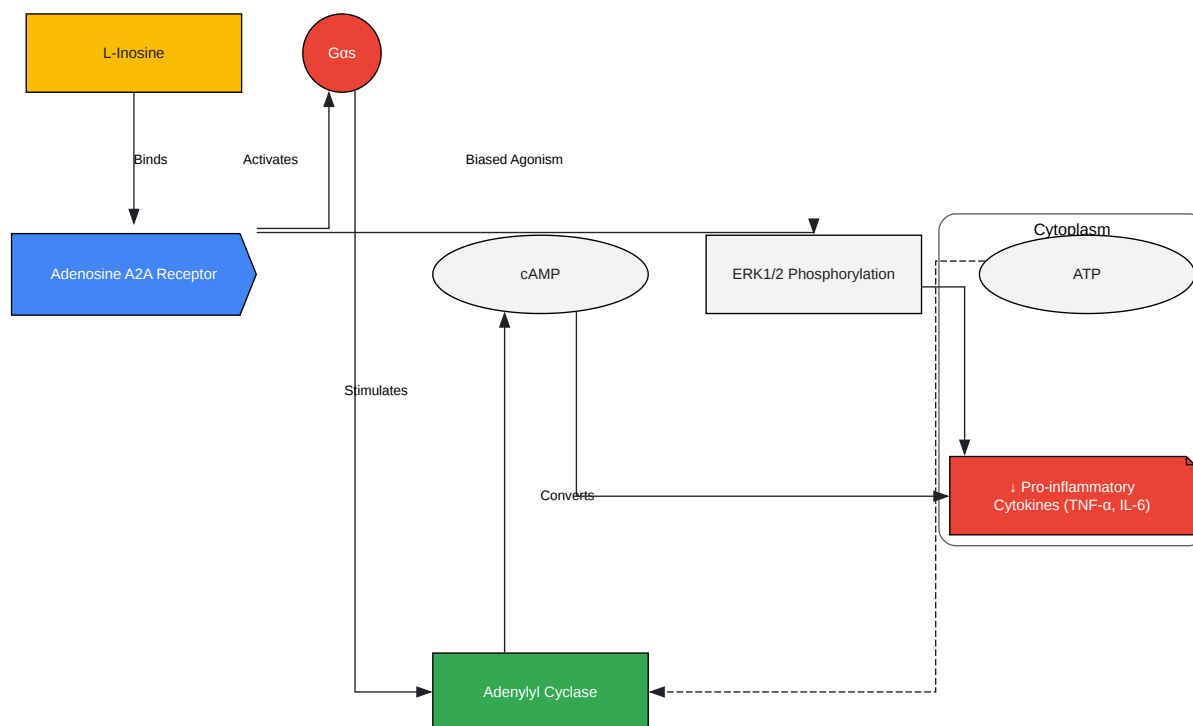 L-Inosine
Gαs
Binds
Activates
Biased Agonism
Cytoplasm
Adenosine A2A Receptor
cAMP
ERK1/2 Phosphorylation
ATP
Stimulates
↓ Pro-inflammatory
Cytokines (TNF-α, IL-6)
Converts
Adenylyl Cyclase